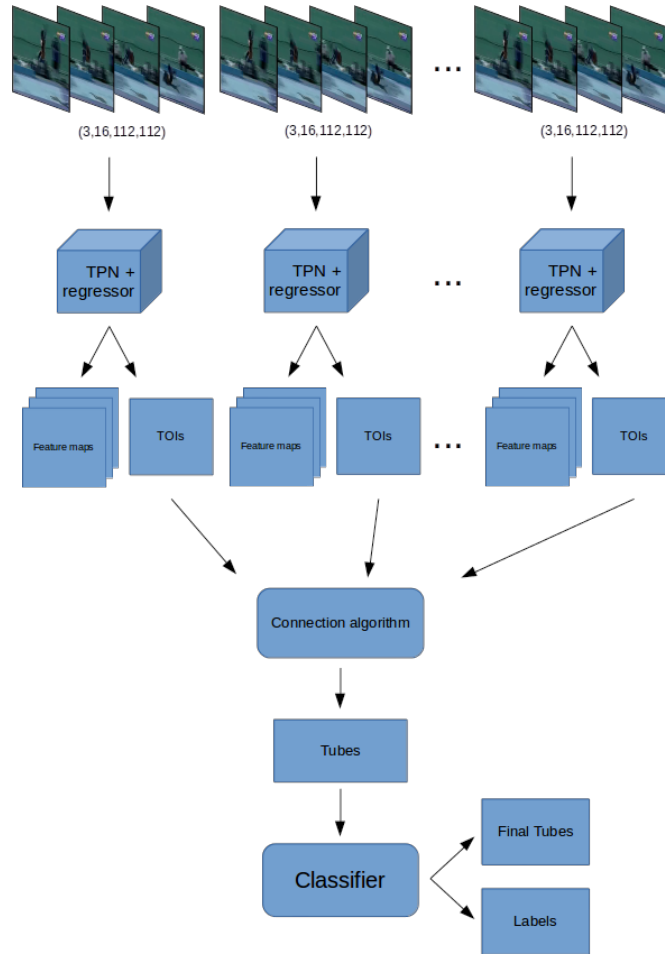 (3,16,112,112)
(3,16,112,112)
(3,16,112,112)
...
TPN +
regressor
TPN +
regressor
...
TPN +
regressor
Feature maps
TOIs
Feature maps
TOIs
...
Feature maps
TOIs
Connection algorithm
Tubes
Classifier
Final Tubes
Labels